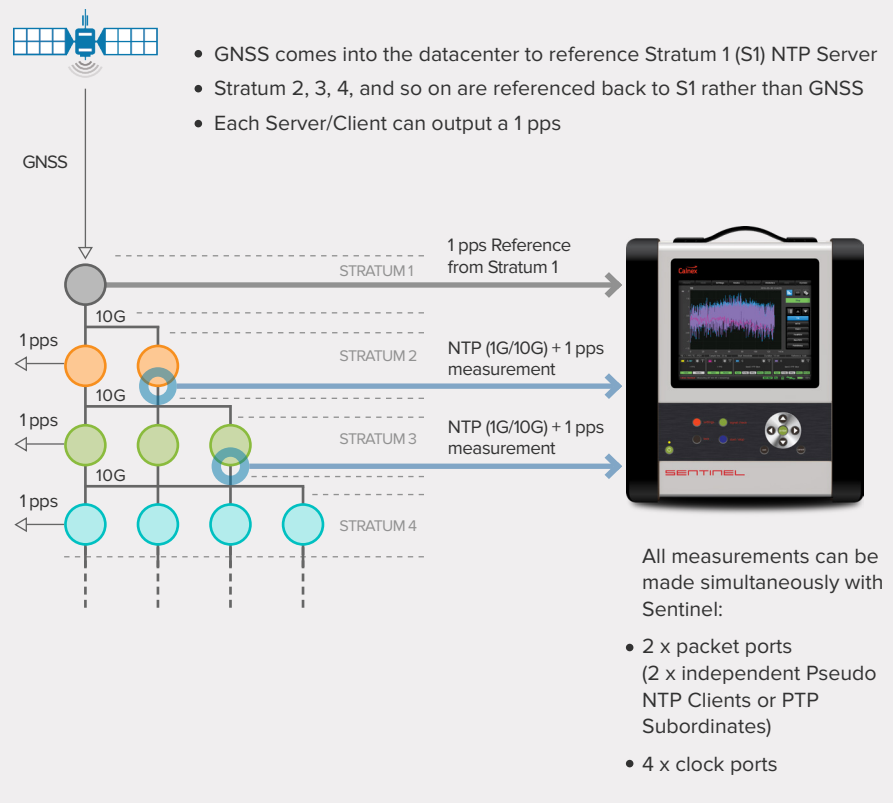 GNSS comes into the datacenter to reference Stratum 1 (S1) NTP Server
Stratum 2, 3, 4, and so on are referenced back to S1 rather than GNSS
Each Server/Client can output a 1 pps
GNSS
1 pps Reference
from Stratum 1
STRATUM 1
10G
1 pps
STRATUM 2
NTP (1G/10G) + 1 pps
measurement
10G
1 pps
STRATUM 3
NTP (1G/10G) + 1 pps
measurement
10G
1 pps
STRATUM 4
Calnex
SENTINEL
All measurements can be
made simultaneously with
Sentinel:
2 x packet ports
(2 x independent Pseudo
NTP Clients or PTP
Subordinates)
4 x clock ports